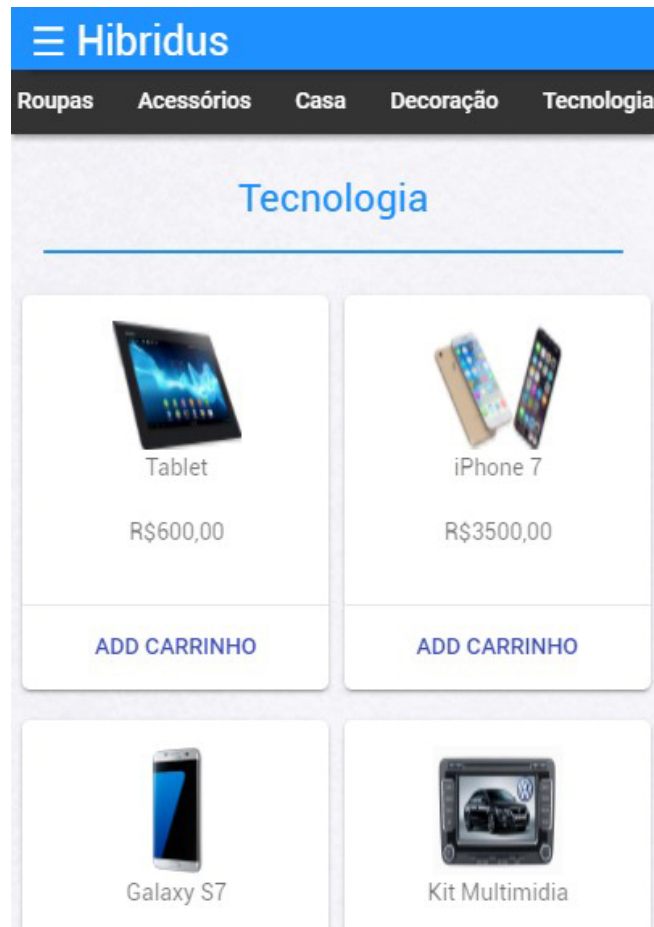 ☰ Hibridus
Roupas Acessórios Casa Decoração Tecnologia
Tecnologia
Tablet iPhone 7
R$600,00 R$3500,00
ADD CARRINHO ADD CARRINHO
Galaxy S7 Kit Multimidia